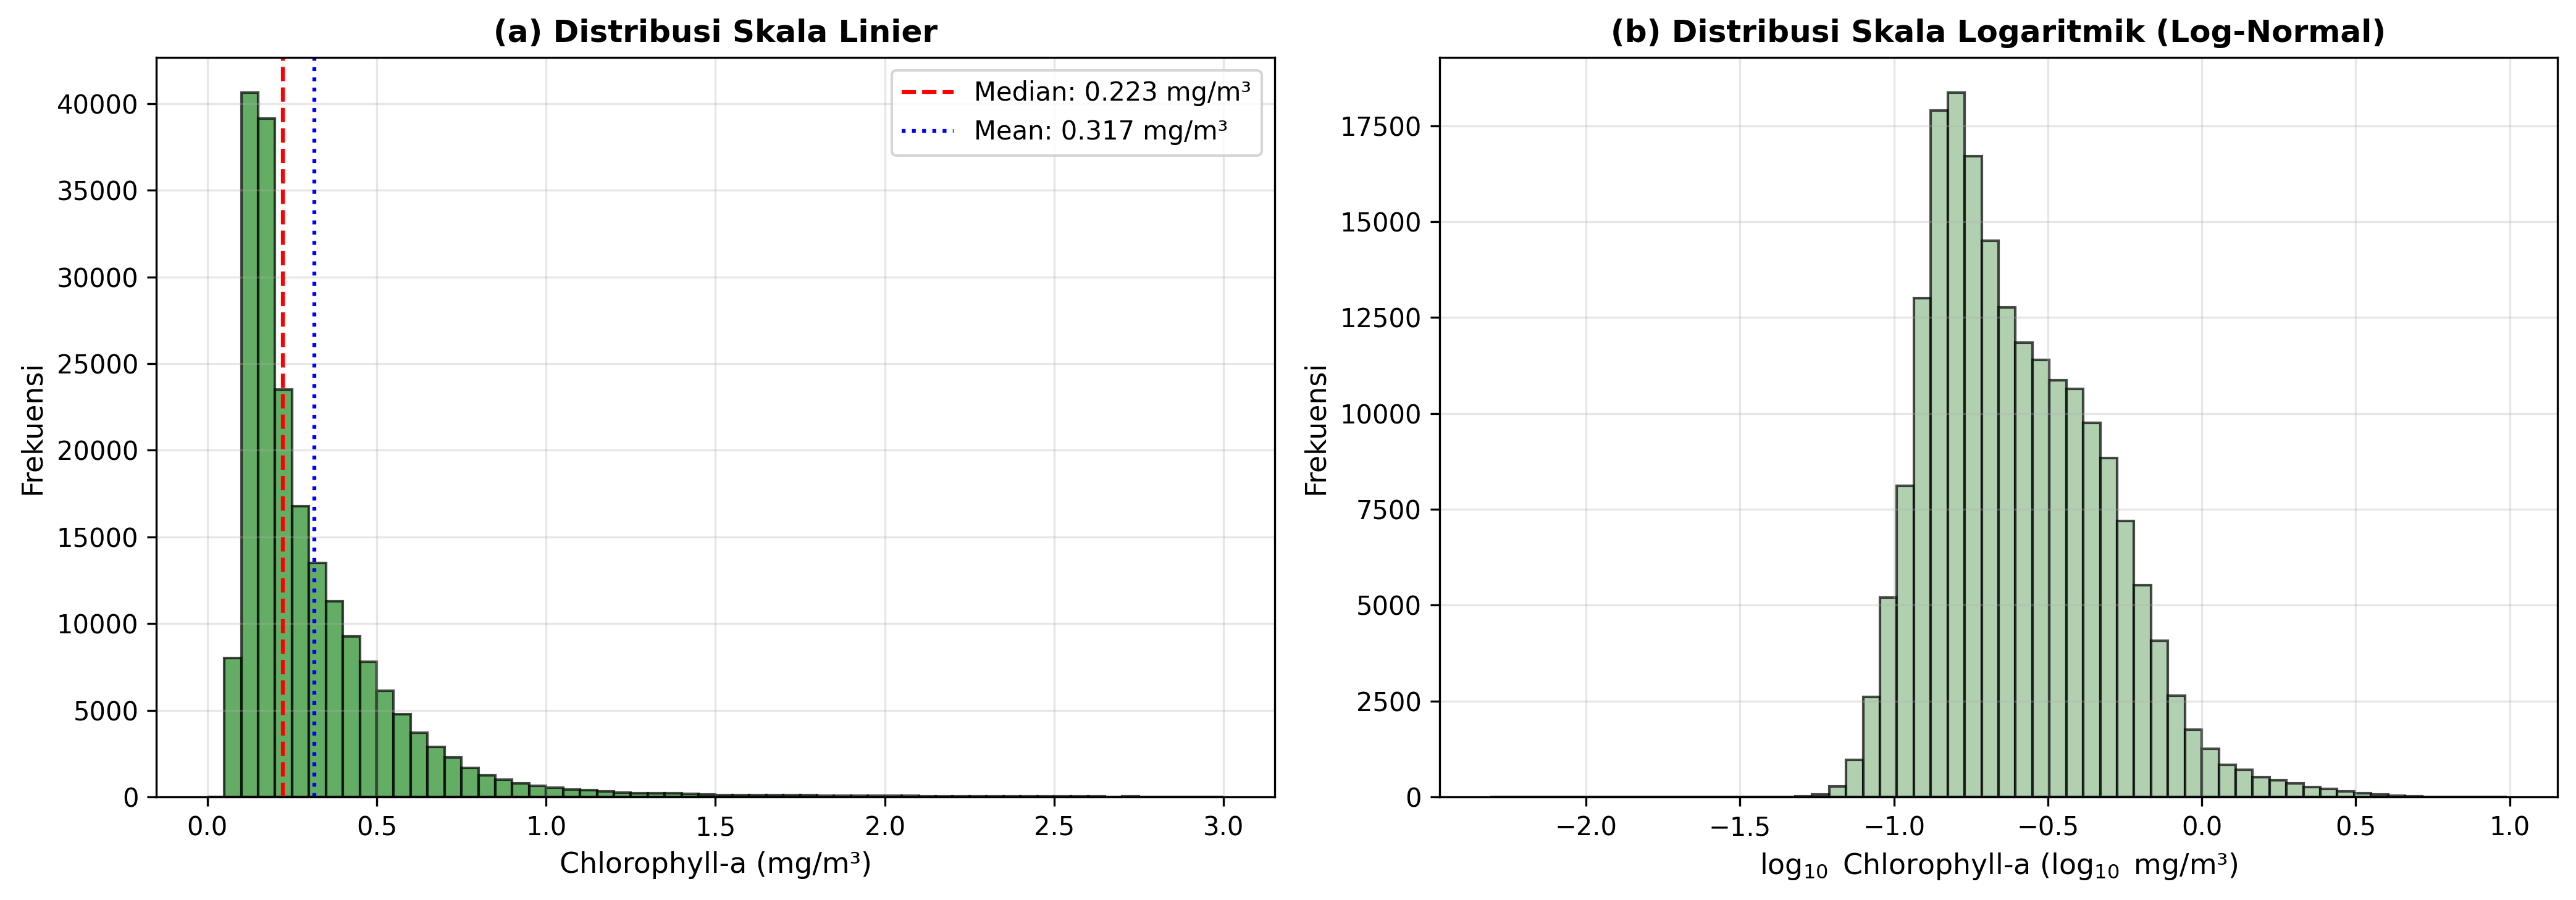 (a) Distribusi Skala Linier
Median: 0.223 mg/m³
Mean: 0.317 mg/m³
Frekuensi
40000
35000
30000
25000
20000
15000
10000
5000
0
0.0 0.5 1.0 1.5 2.0 2.5 3.0
Chlorophyll-a (mg/m³)
(b) Distribusi Skala Logaritmik (Log-Normal)
Frekuensi
17500
15000
12500
10000
7500
5000
2500
0
−2.0 −1.5 −1.0 −0.5 0.0 0.5 1.0
log₁₀ Chlorophyll-a (log₁₀ mg/m³)